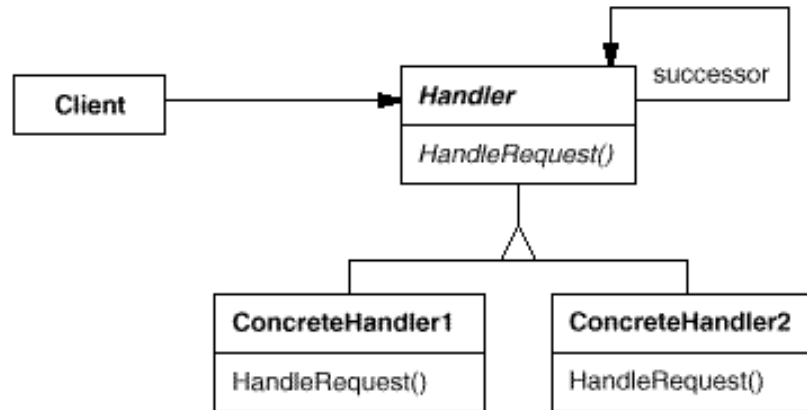 successor
Client
Handler
HandleRequest()
ConcreteHandler1
ConcreteHandler2
HandleRequest()
HandleRequest()